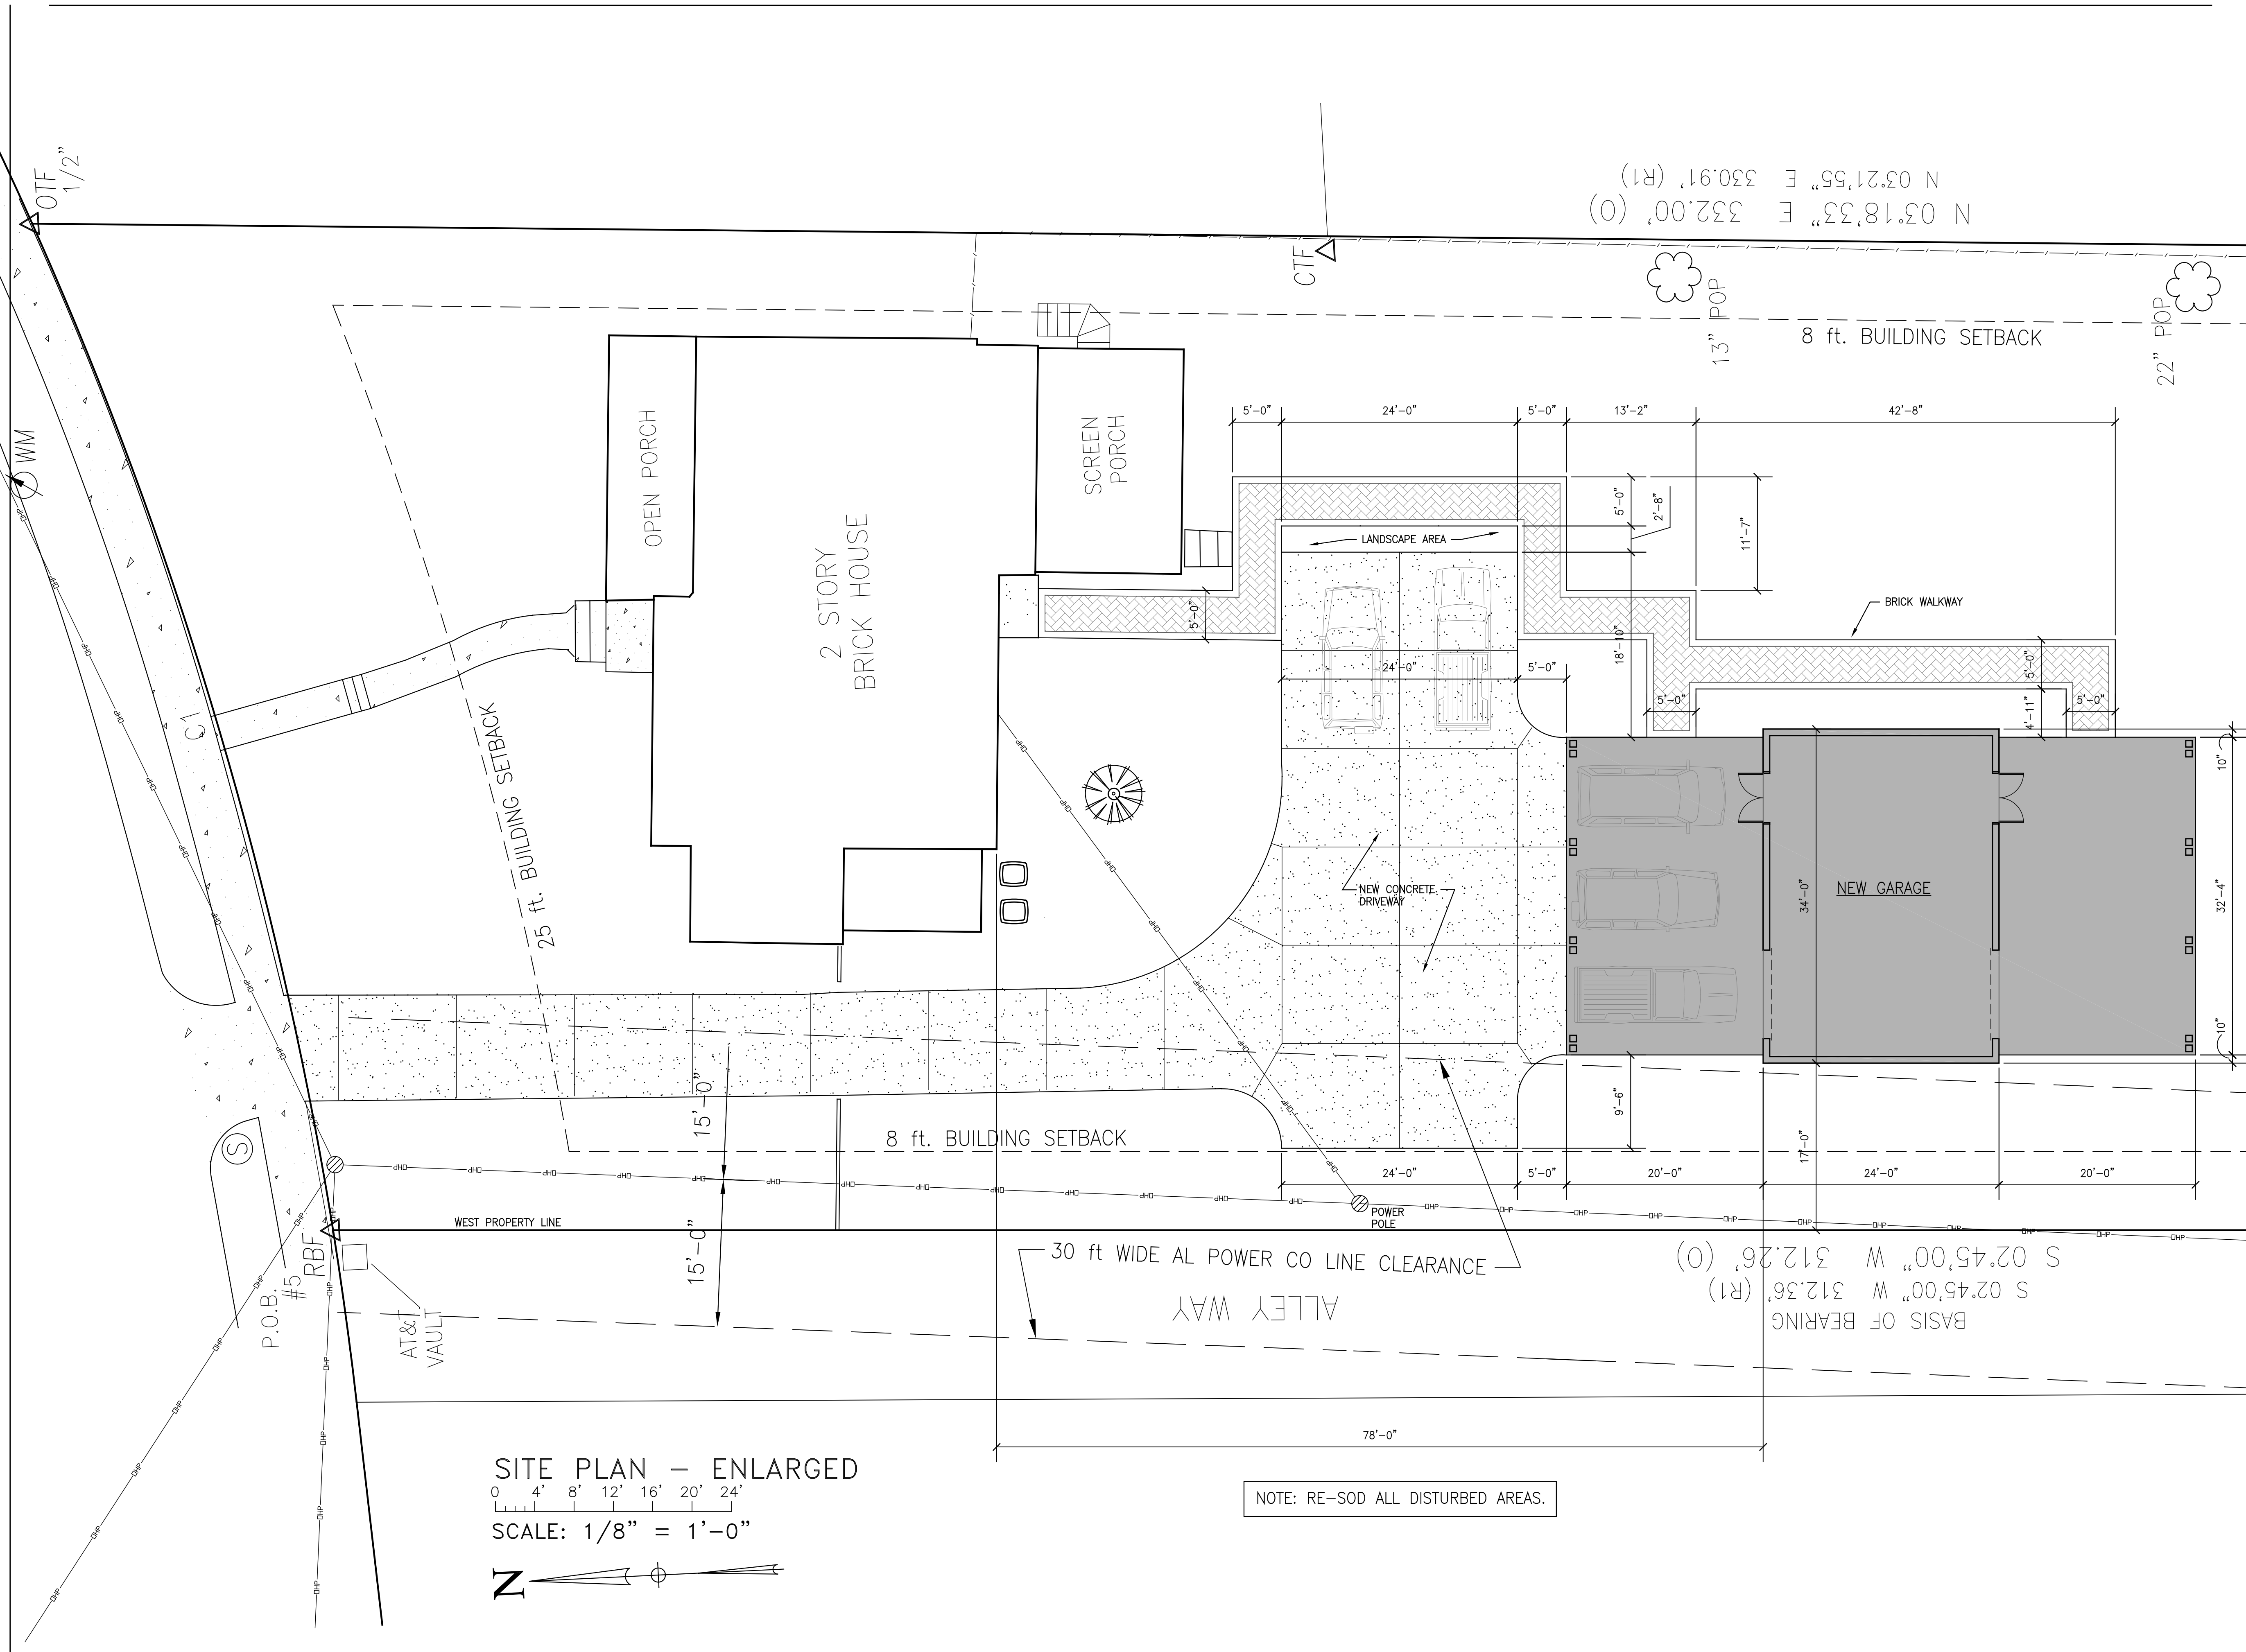 OTF
1/2"
N 03°21'55" E 330.91' (R1)
N 03°18'33" E 332.00' (O)
CTF
13" POP
22" POP
8 ft. BUILDING SETBACK
WM
OPEN PORCH
SCREEN
PORCH
2 STORY
BRICK HOUSE
5'-0"
24'-0"
5'-0"
13'-2"
42'-8"
5'-0"
2'-8"
11'-7"
LANDSCAPE AREA
BRICK WALKWAY
5'-0"
18'-10"
24'-0"
5'-0"
5'-0"
5'-0"
4'-11"
5'-0"
C1
25 ft. BUILDING SETBACK
10"
NEW CONCRETE
DRIVEWAY
34'-0"
NEW GARAGE
32'-4"
10"
9'-6"
15'-0"
8 ft. BUILDING SETBACK
17'-0"
24'-0"
5'-0"
20'-0"
24'-0"
20'-0"
S
OHP
WEST PROPERTY LINE
POWER
POLE
15'-0"
30 ft WIDE AL POWER CO LINE CLEARANCE
RBF
#5
P.O.B.
S 02°45'00" W 312.26' (O)
S 02°45'00" W 312.36' (R1)
BASIS OF BEARING
ALLEY WAY
AT&T
VAULT
78'-0"
SITE PLAN - ENLARGED
0 4' 8' 12' 16' 20' 24'
SCALE: 1/8" = 1'-0"
N
NOTE: RE-SOD ALL DISTURBED AREAS.